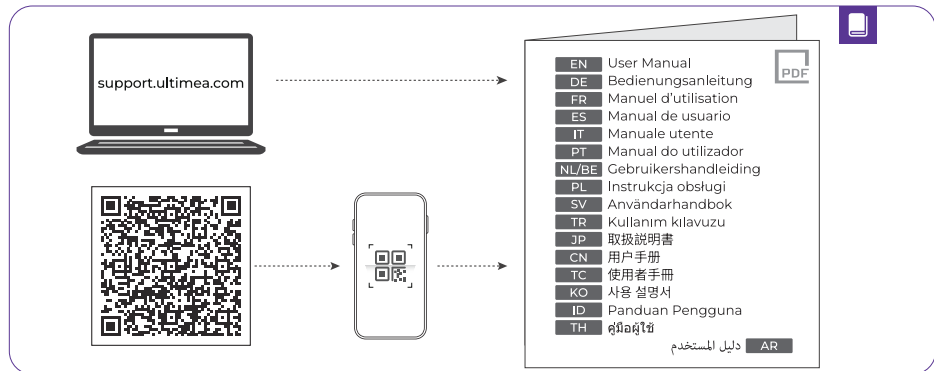 support.ultimea.com
PDF
EN User Manual
DE Bedienungsanleitung
FR Manuel d'utilisation
ES Manual de usuario
IT Manuale utente
PT Manual do utilizador
NL/BE Gebruikershandleiding
PL Instrukcja obsługi
SV Användarhandbok
TR Kullanım kılavuzu
JP 取扱説明書
CN 用户手册
TC 使用者手冊
KO 사용 설명서
ID Panduan Pengguna
TH คู่มือผู้ใช้
AR دليل المستخدم